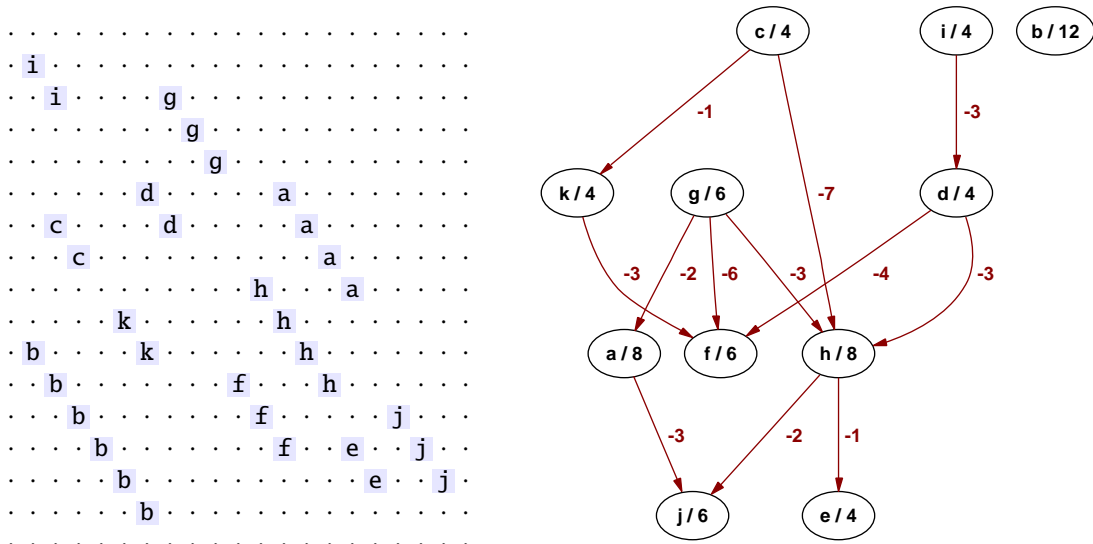 . . . . . . . . . . . . . . . . . . . . .
. i . . . . . . . . . . . . . . . . . . .
. . i . . . . g . . . . . . . . . . . . .
. . . . . . . . g . . . . . . . . . . . .
. . . . . . . . . g . . . . . . . . . . .
. . . . . . d . . . . . a . . . . . . . .
. . c . . . . d . . . . . a . . . . . . .
. . . c . . . . . . . . . . a . . . . . .
. . . . . . . . . . . h . . . a . . . . .
. . . . . k . . . . . . h . . . . . . . .
. b . . . . k . . . . . . h . . . . . . .
. . b . . . . . . . f . . . h . . . . . .
. . . b . . . . . . . f . . . . . j . . .
. . . . b . . . . . . . f . . e . . j . .
. . . . . b . . . . . . . . . . e . . j .
. . . . . . b . . . . . . . . . . . . . .
. . . . . . . . . . . . . . . . . . . . .
c / 4 i / 4 b / 12
-1 -3
k / 4 g / 6 -7 d / 4
-3 -2 -6 -3 -4 -3
a / 8 f / 6 h / 8
-3 -2 -1
j / 6 e / 4